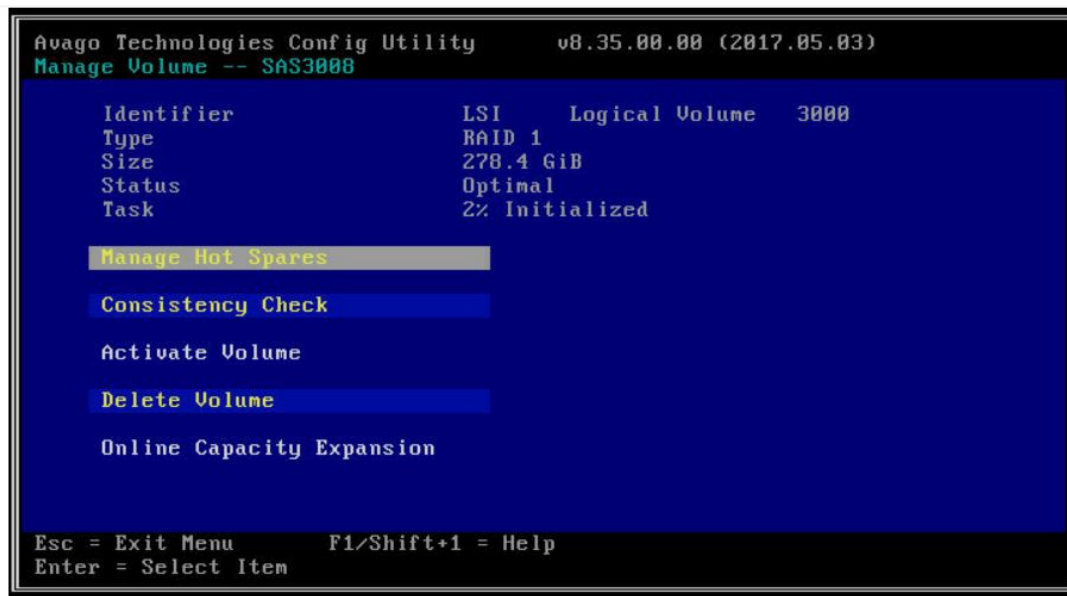 Avago Technologies Config Utility v8.35.00.00 (2017.05.03)
Manage Volume -- SAS3008
Identifier LSI Logical Volume 3000
Type RAID 1
Size 278.4 GiB
Status Optimal
Task 2% Initialized
Manage Hot Spares
Consistency Check
Activate Volume
Delete Volume
Online Capacity Expansion
Esc = Exit Menu F1/Shift+1 = Help
Enter = Select Item